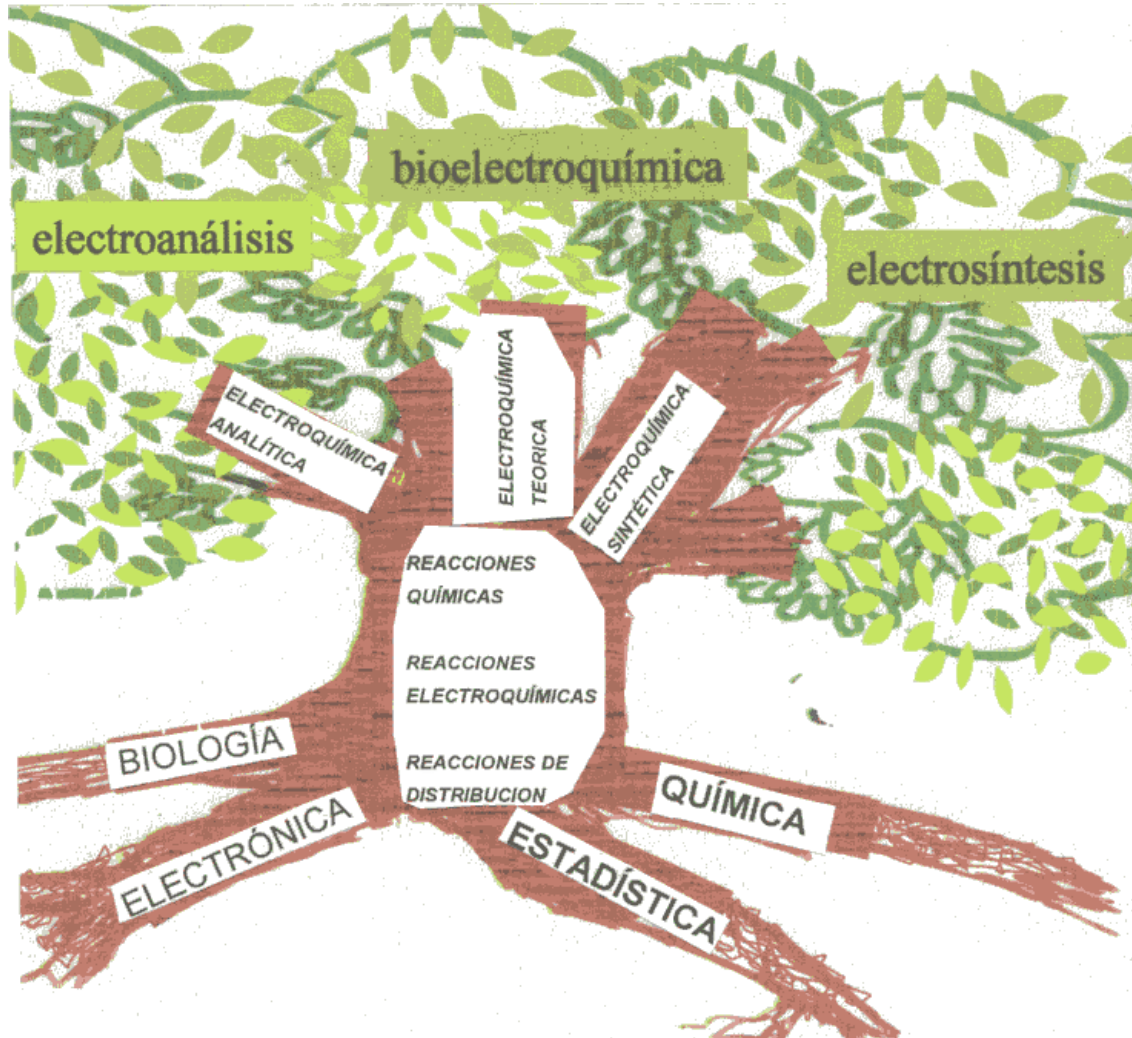 bioelectroquímica
electroanálisis
electrosíntesis
ELECTROQUÍMICA
ANALÍTICA
ELECTROQUÍMICA
TEORICA
ELECTROQUÍMICA
SINTÉTICA
REACCIONES
QUÍMICAS
REACCIONES
ELECTROQUÍMICAS
REACCIONES DE
DISTRIBUCION
BIOLOGÍA
ELECTRÓNICA
QUÍMICA
ESTADÍSTICA